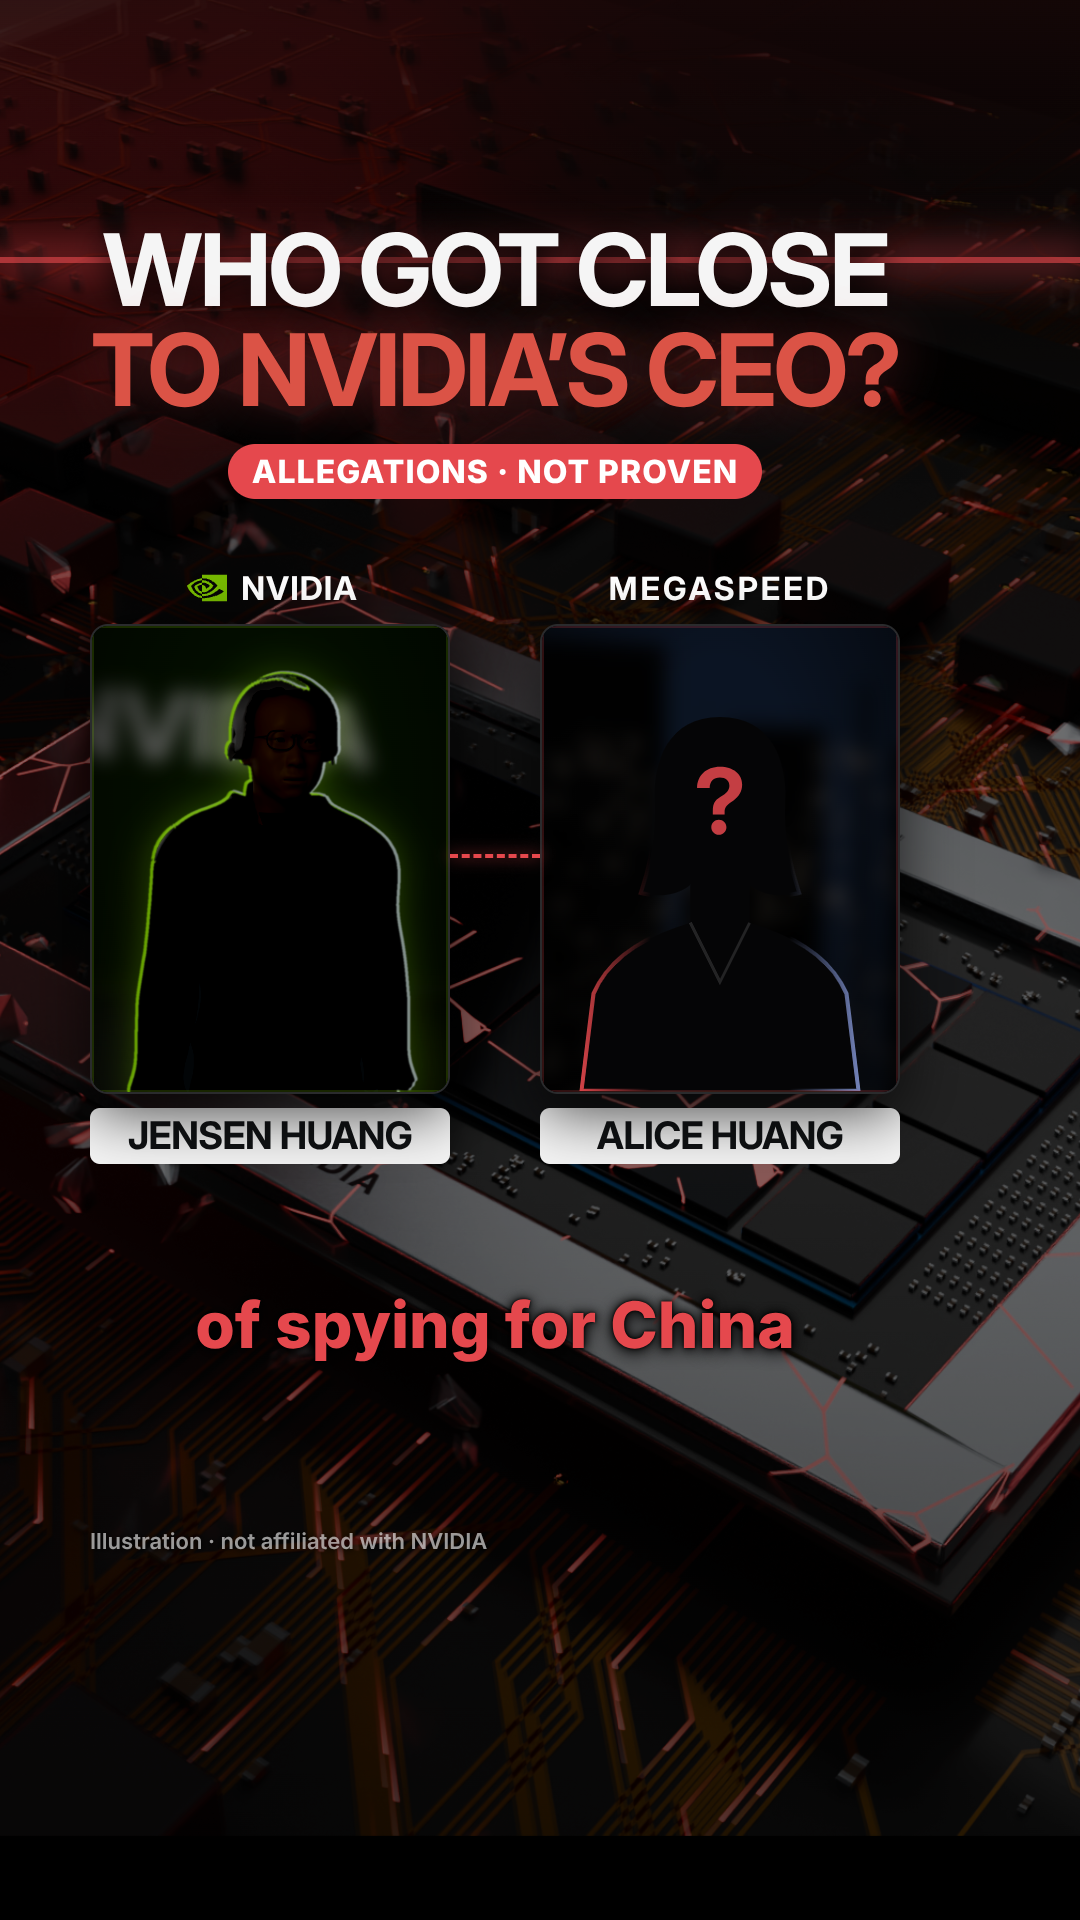 WHO GOT CLOSE
TO NVIDIA'S CEO?
ALLEGATIONS · NOT PROVEN
NVIDIA
MEGASPEED
?
JENSEN HUANG
ALICE HUANG
of spying for China
Illustration · not affiliated with NVIDIA